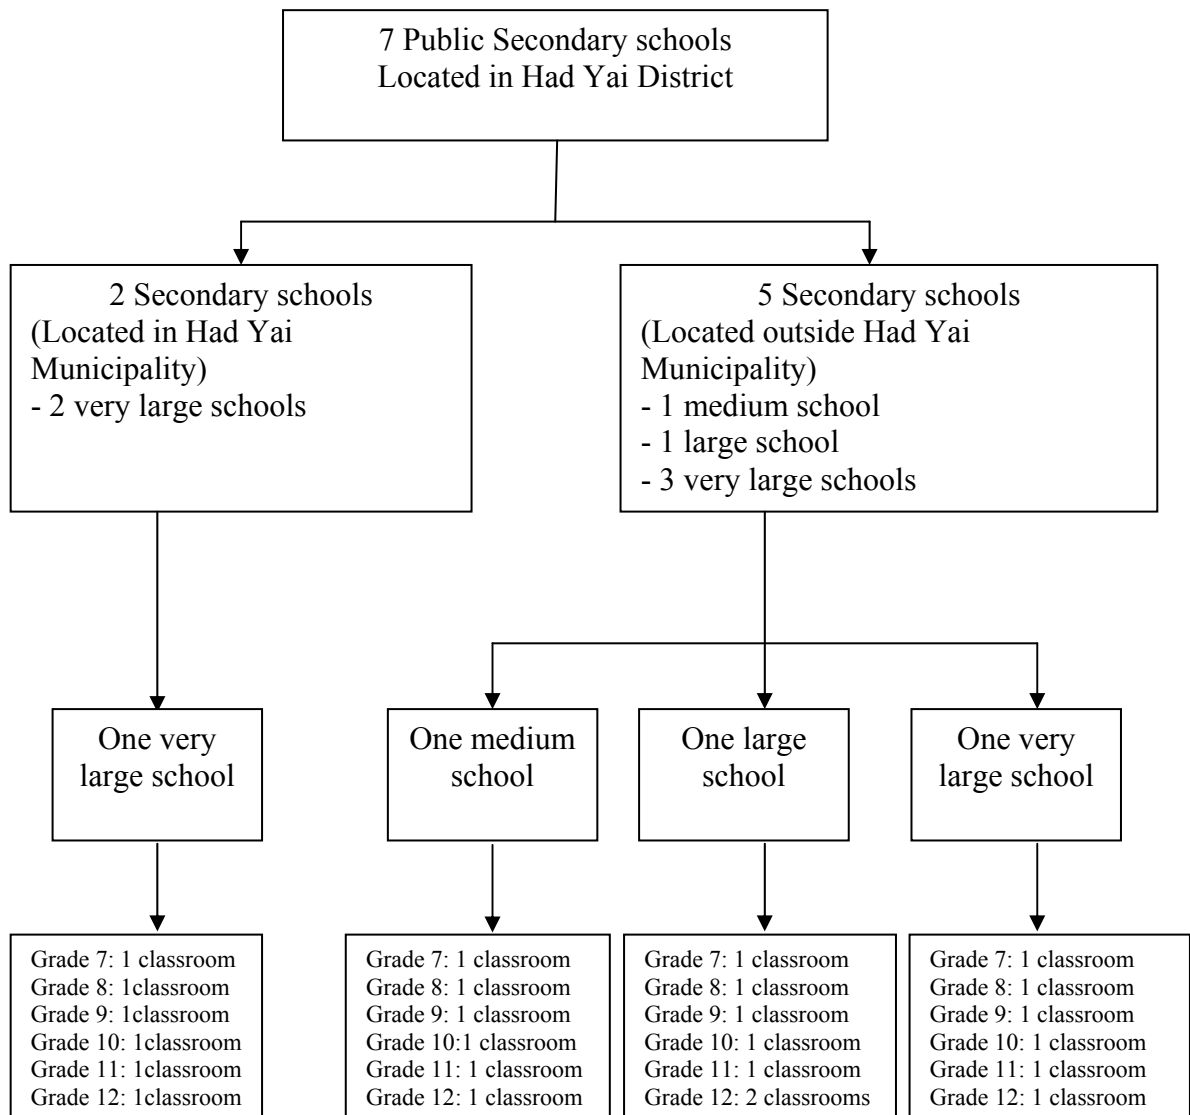 7 Public Secondary schools
Located in Had Yai District
2 Secondary schools
(Located in Had Yai
Municipality)
- 2 very large schools
5 Secondary schools
(Located outside Had Yai
Municipality)
- 1 medium school
- 1 large school
- 3 very large schools
One very
large school
One medium
school
One large
school
One very
large school
Grade 7: 1 classroom
Grade 8: 1classroom
Grade 9: 1classroom
Grade 10: 1classroom
Grade 11: 1classroom
Grade 12: 1classroom
Grade 7: 1 classroom
Grade 8: 1 classroom
Grade 9: 1 classroom
Grade 10:1 classroom
Grade 11: 1 classroom
Grade 12: 1 classroom
Grade 7: 1 classroom
Grade 8: 1 classroom
Grade 9: 1 classroom
Grade 10: 1 classroom
Grade 11: 1 classroom
Grade 12: 2 classrooms
Grade 7: 1 classroom
Grade 8: 1 classroom
Grade 9: 1 classroom
Grade 10: 1 classroom
Grade 11: 1 classroom
Grade 12: 1 classroom